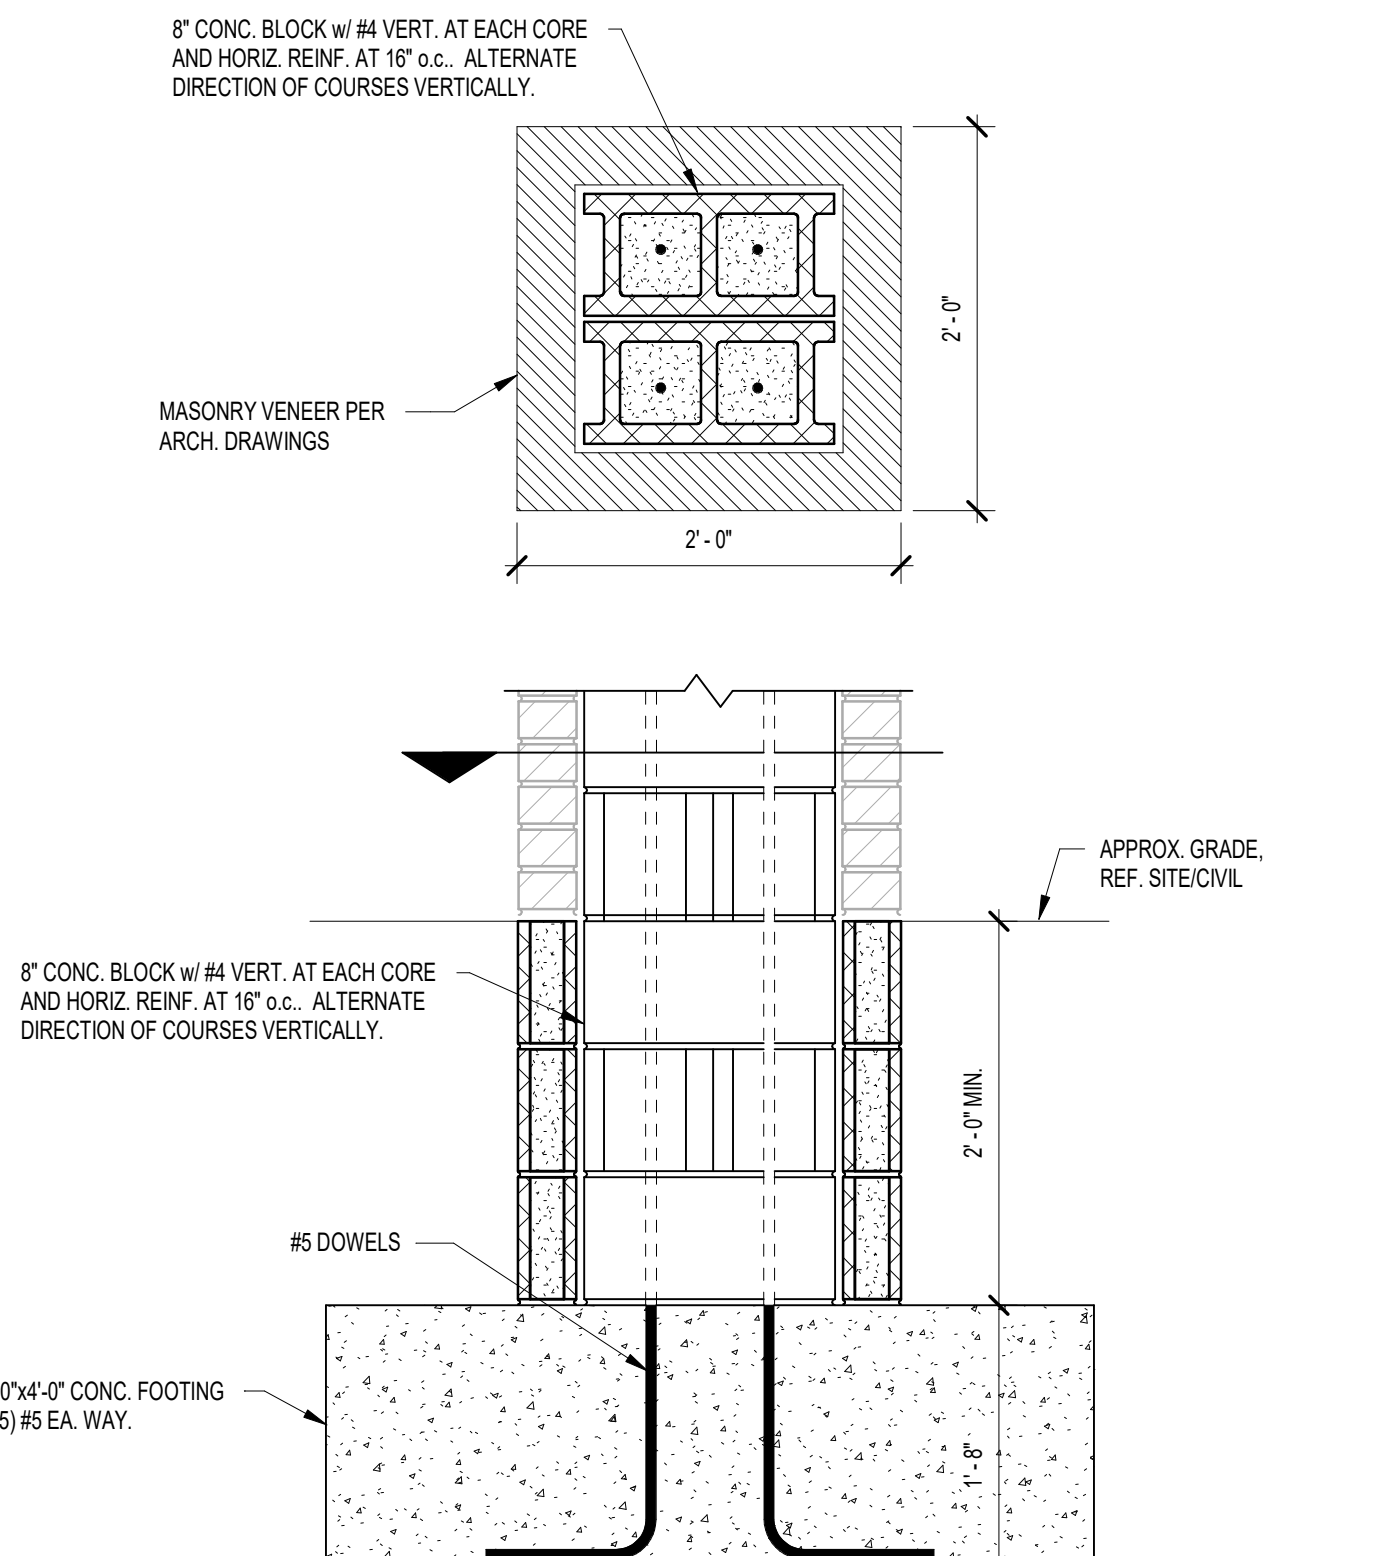 8" CONC. BLOCK w/ #4 VERT. AT EACH CORE
AND HORIZ. REINF. AT 16" o.c.. ALTERNATE
DIRECTION OF COURSES VERTICALLY.
2' - 0"
MASONRY VENEER PER
ARCH. DRAWINGS
2' - 0"
APPROX. GRADE,
REF. SITE/CIVIL
8" CONC. BLOCK w/ #4 VERT. AT EACH CORE
AND HORIZ. REINF. AT 16" o.c.. ALTERNATE
DIRECTION OF COURSES VERTICALLY.
2' - 0" MIN.
#5 DOWELS
0"x4'-0" CONC. FOOTING
5) #5 EA. WAY.
1' - 8"